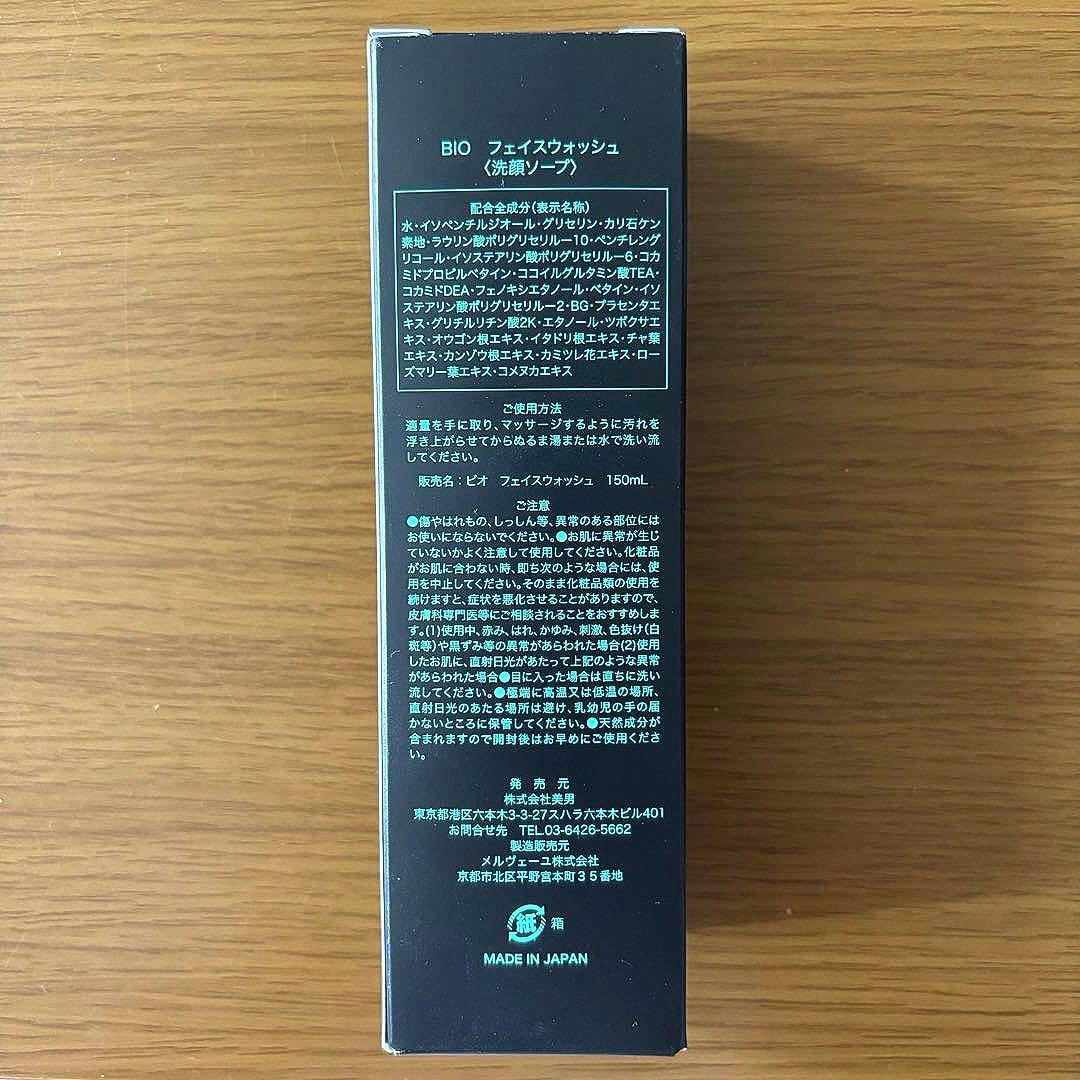 BIO　フェイスウォッシュ
〈洗顔ソープ〉
配合全成分（表示名称）
水・イソペンチルジオール・グリセリン・カリ石ケン
素地・ラウリン酸ポリグリセリル－10・ペンチレング
リコール・イソステアリン酸ポリグリセリル－6・コカ
ミドプロピルベタイン・ココイルグルタミン酸TEA・
コカミドDEA・フェノキシエタノール・ベタイン・イソ
ステアリン酸ポリグリセリル－2・BG・プラセンタエ
キス・グリチルリチン酸2K・エタノール・ツボクサエ
キス・オウゴン根エキス・イタドリ根エキス・チャ葉
エキス・カンゾウ根エキス・カミツレ花エキス・ロー
ズマリー葉エキス・コメヌカエキス
ご使用方法
適量を手に取り、マッサージするように汚れを
浮き上がらせてからぬるま湯または水で洗い流
してください。
販売名：ビオ　フェイスウォッシュ　150mL
ご注意
●傷やはれもの、しっしん等、異常のある部位には
お使いにならないでください。●お肌に異常が生じ
ていないかよく注意して使用してください。化粧品
がお肌に合わない時、即ち次のような場合には、使
用を中止してください。そのまま化粧品類の使用を
続けますと、症状を悪化させることがありますので、
皮膚科専門医等にご相談されることをおすすめしま
す。(1)使用中、赤み、はれ、かゆみ、刺激、色抜け(白
斑等)や黒ずみ等の異常があらわれた場合(2)使用
したお肌に、直射日光があたって上記のような異常
があらわれた場合●目に入った場合は直ちに洗い
流してください。●極端に高温又は低温の場所、
直射日光のあたる場所は避け、乳幼児の手の届
かないところに保管してください。●天然成分が
含まれますので開封後はお早めにご使用くださ
い。
発　売　元
株式会社美男
東京都港区六本木3-3-27スハラ六本木ビル401
お問合せ先　TEL.03-6426-5662
製造販売元
メルヴェーユ株式会社
京都市北区平野宮本町３５番地
紙 箱
MADE IN JAPAN